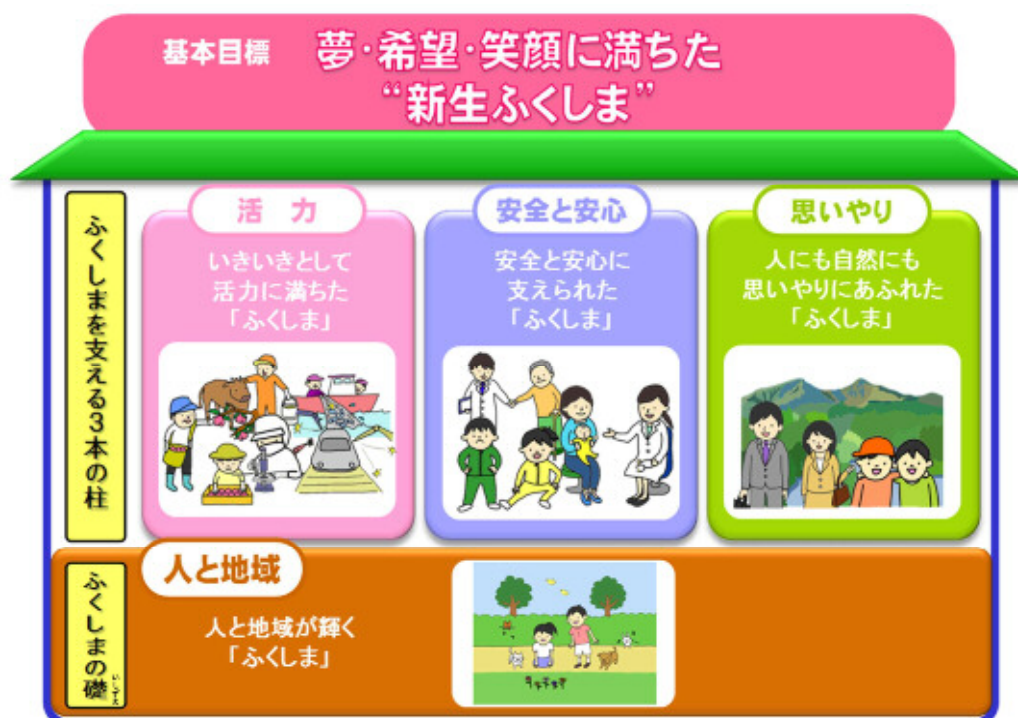 基本目標 夢・希望・笑顔に満ちた
“新生ふくしま”
ふくしまを支える3本の柱
活 力
いきいきとして
活力に満ちた
「ふくしま」
安全と安心
安全と安心に
支えられた
「ふくしま」
思いやり
人にも自然にも
思いやりにあふれた
「ふくしま」
ふくしまの礎
いしずえ
人と地域
人と地域が輝く
「ふくしま」